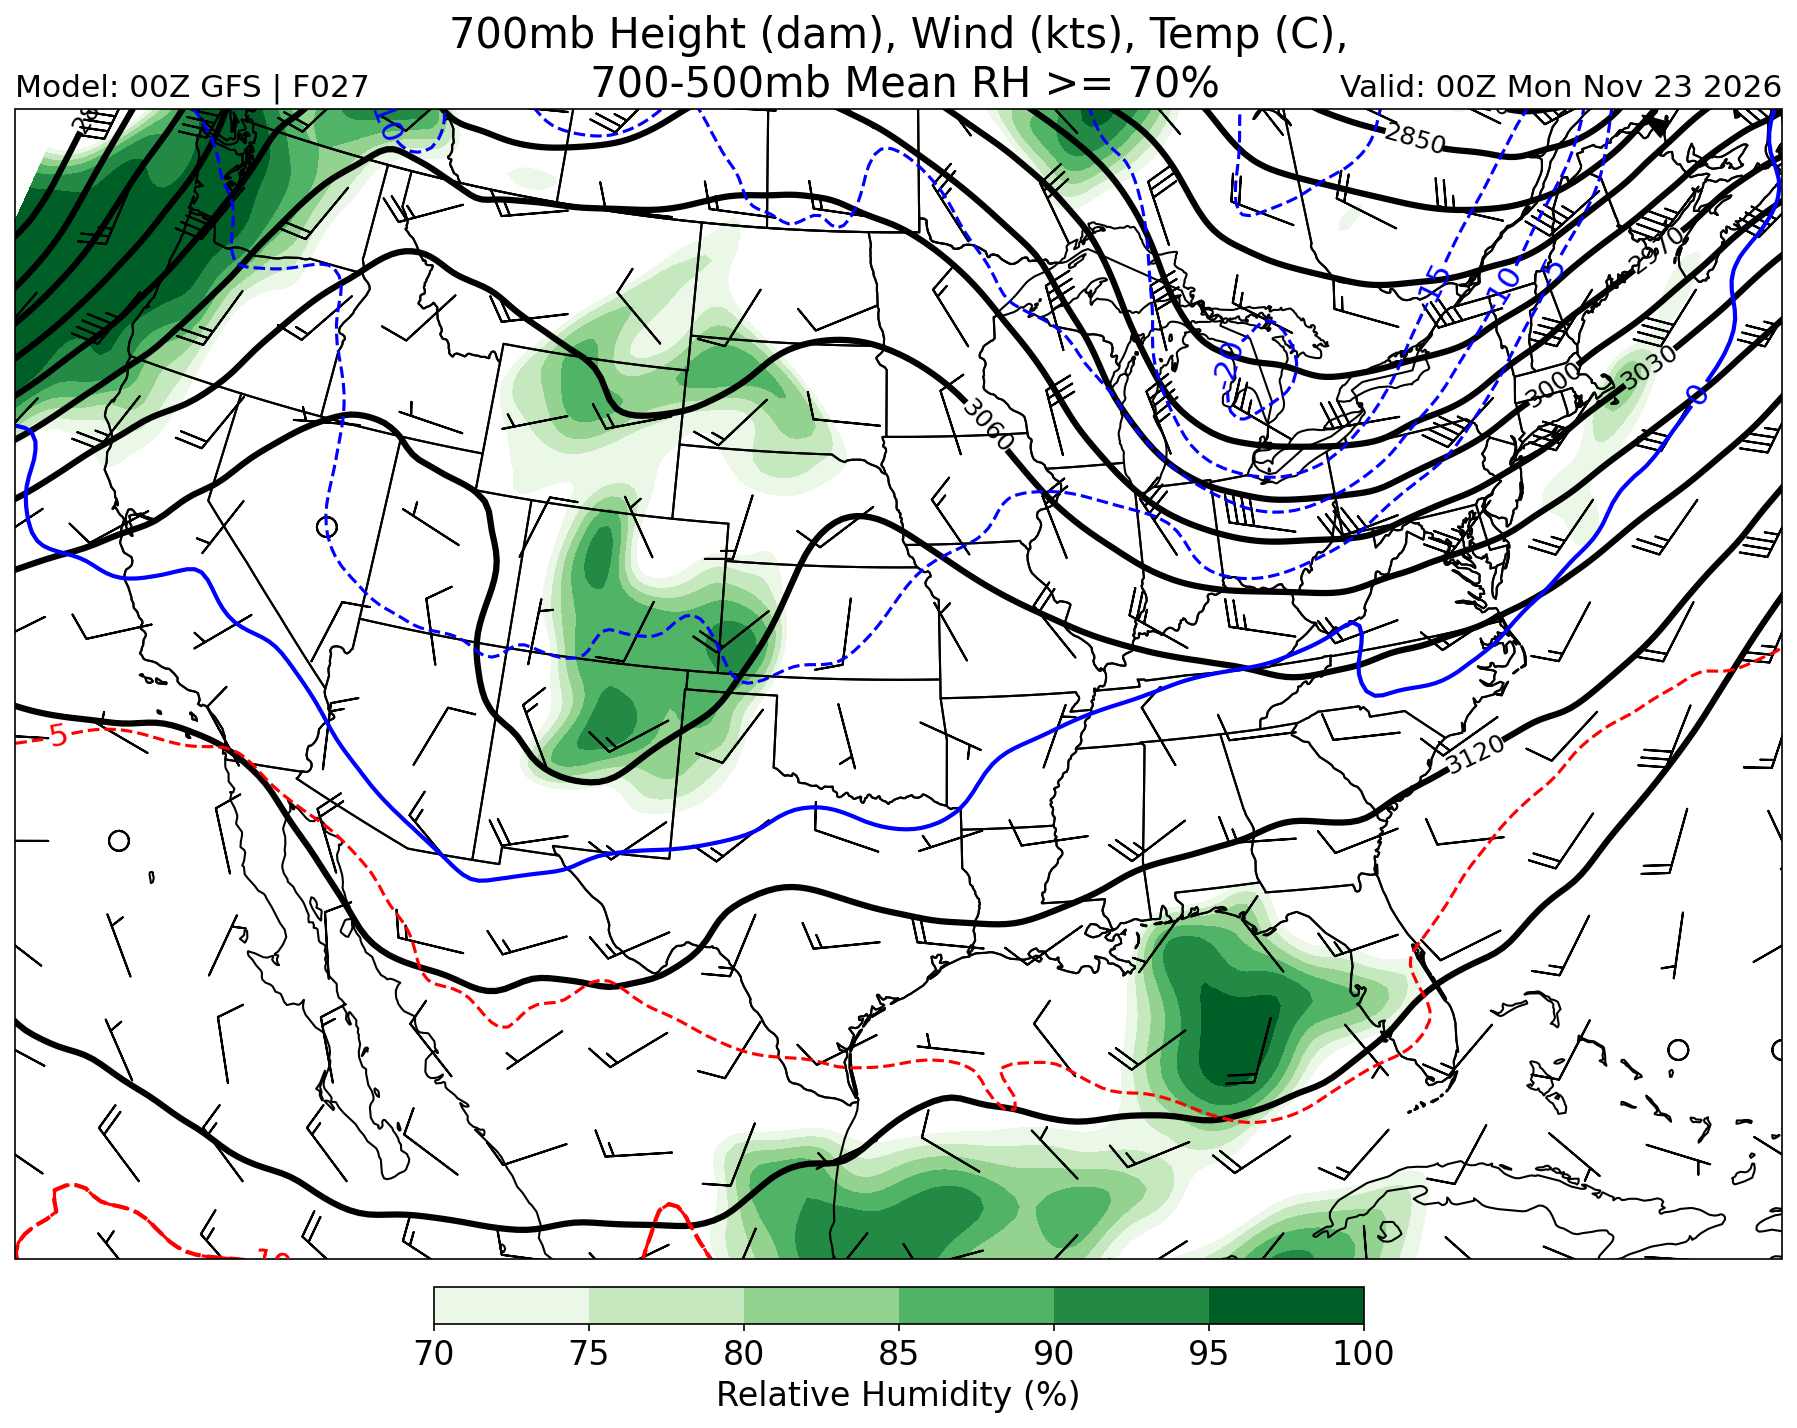 700mb Height (dam), Wind (kts), Temp (C),
Model: 00Z GFS | F027
700-500mb Mean RH >= 70%
Valid: 00Z Mon Nov 23 2026
10
2850
2970
15
10
5
20
3000
3030
0
3060
5
3120
10
70 75 80 85 90 95 100
Relative Humidity (%)